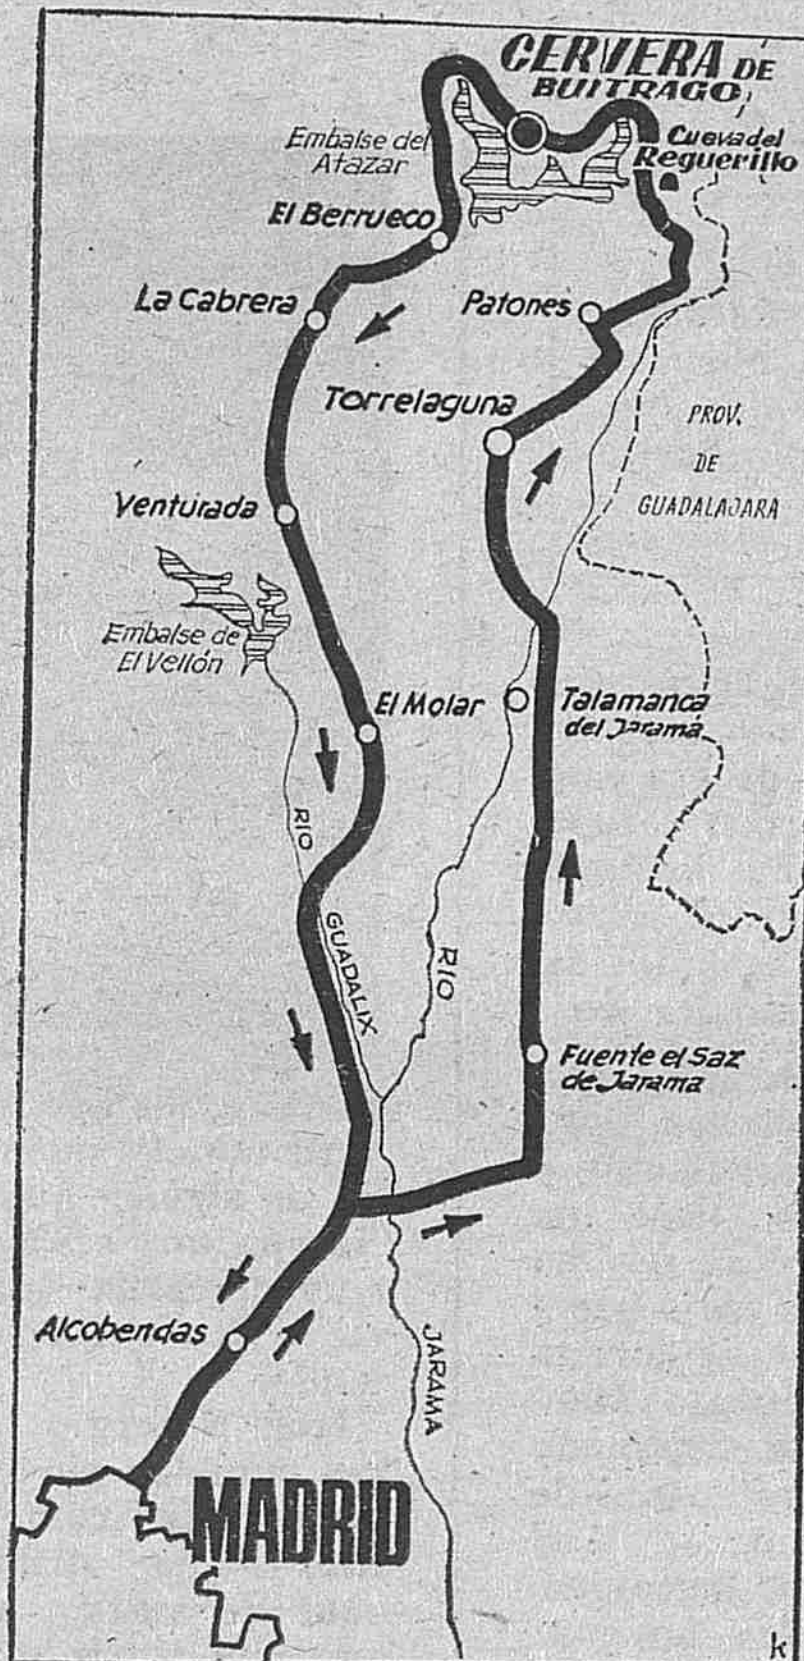 CERVERA DE
BUITRAGO
Cueva del
Reguerillo
Embalse del
Atazar
El Berrueco
La Cabrera
Patones
Torrelaguna
PROV.
DE
GUADALAJARA
Venturada
Embalse de
El Vellón
El Molar
Talamanca
del Jarama
RIO
GUADALIX
RIO
Fuente el Saz
de Jarama
Alcobendas
JARAMA
MADRID
k